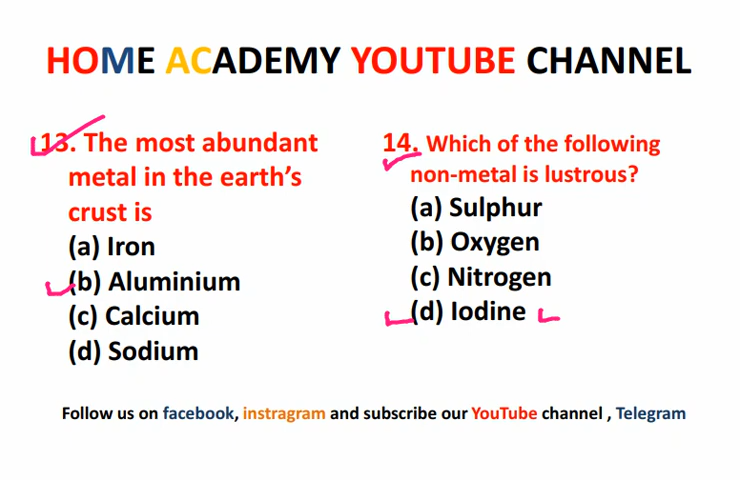 HOME ACADEMY YOUTUBE CHANNEL
13. The most abundant
metal in the earth's
crust is
(a) Iron
(b) Aluminium
(c) Calcium
(d) Sodium
14. Which of the following
non-metal is lustrous?
(a) Sulphur
(b) Oxygen
(c) Nitrogen
(d) Iodine
Follow us on facebook, instragram and subscribe our YouTube channel , Telegram